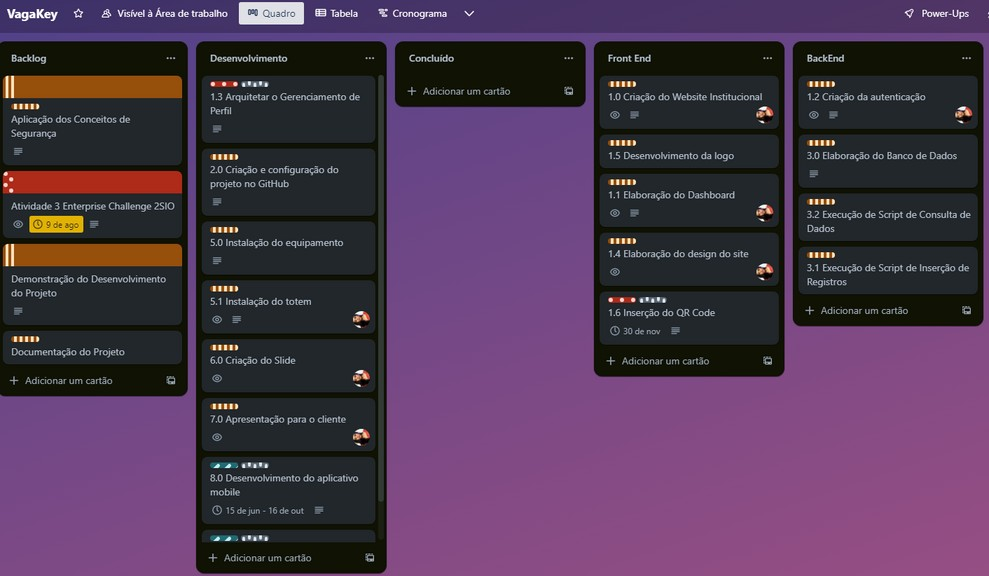 VagaKey
Visível à Área de trabalho
Quadro
Tabela
Cronograma
Power-Ups
Backlog
Aplicação dos Conceitos de
Segurança
Atividade 3 Enterprise Challenge 2SIO
9 de ago
Demonstração do Desenvolvimento
do Projeto
Documentação do Projeto
Adicionar um cartão
Desenvolvimento
1.3 Arquitetar o Gerenciamento de
Perfil
2.0 Criação e configuração do
projeto no GitHub
5.0 Instalação do equipamento
5.1 Instalação do totem
6.0 Criação do Slide
7.0 Apresentação para o cliente
8.0 Desenvolvimento do aplicativo
mobile
15 de jun - 16 de out
Adicionar um cartão
Concluído
Adicionar um cartão
Front End
1.0 Criação do Website Institucional
1.5 Desenvolvimento da logo
1.1 Elaboração do Dashboard
1.4 Elaboração do design do site
1.6 Inserção do QR Code
30 de nov
Adicionar um cartão
BackEnd
1.2 Criação da autenticação
3.0 Elaboração do Banco de Dados
3.2 Execução de Script de Consulta de
Dados
3.1 Execução de Script de Inserção de
Registros
Adicionar um cartão